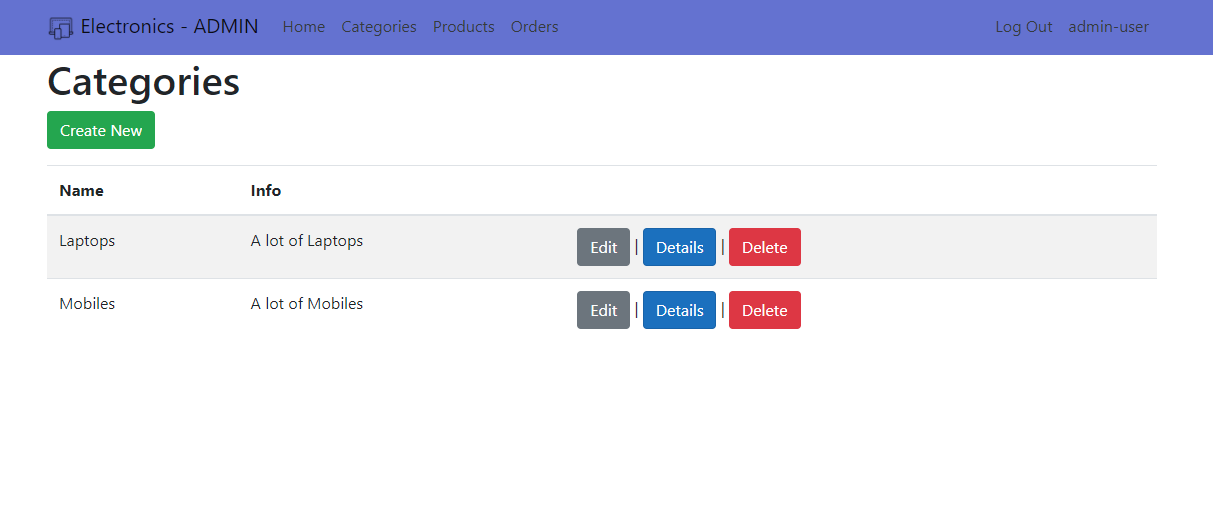 Electronics - ADMIN Home Categories Products Orders Log Out admin-user
Categories
Create New
Name Info
Laptops A lot of Laptops Edit | Details | Delete
Mobiles A lot of Mobiles Edit | Details | Delete